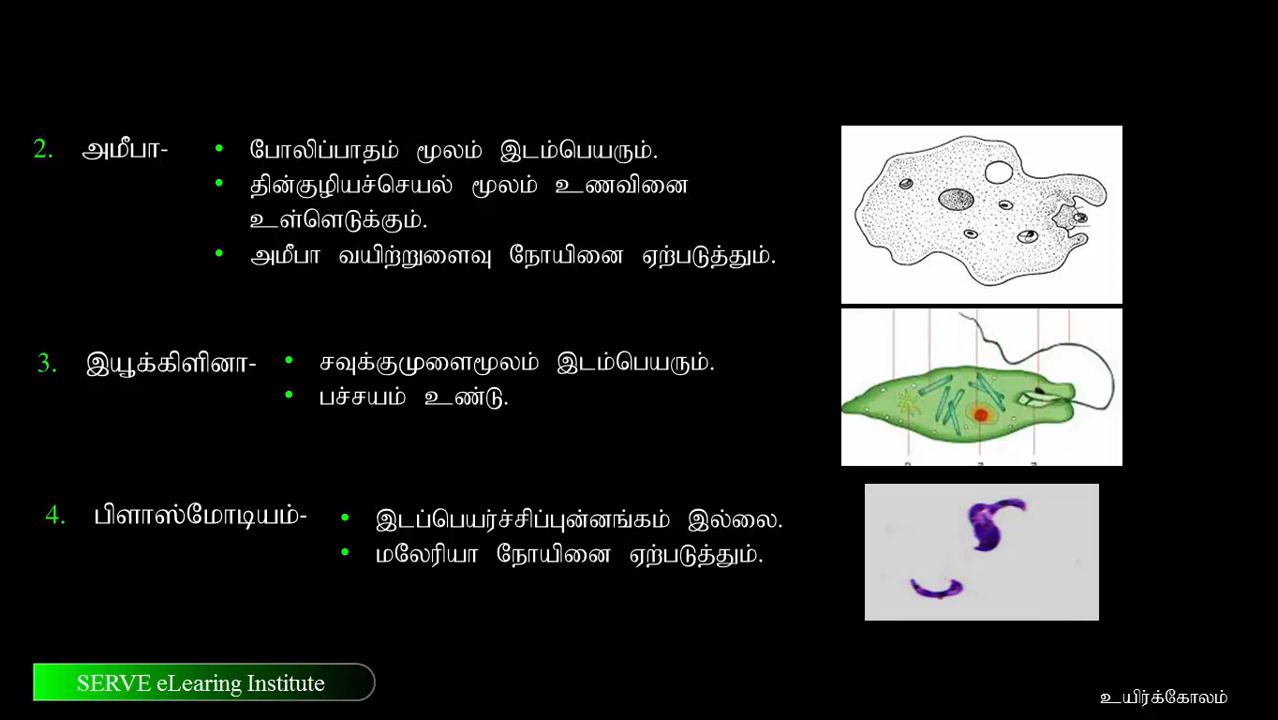 2. அமீபா- • போலிப்பாதம் மூலம் இடம்பெயரும்.
• தின்குழியச்செயல் மூலம் உணவினை
உள்ளெடுக்கும்.
• அமீபா வயிற்றுளைவு நோயினை ஏற்படுத்தும்.
3. இயூக்கிளினா- • சவுக்குமுளைமூலம் இடம்பெயரும்.
• பச்சயம் உண்டு.
4. பிளாஸ்மோடியம்- • இடப்பெயர்ச்சிப்புன்னங்கம் இல்லை.
• மலேரியா நோயினை ஏற்படுத்தும்.
SERVE eLearing Institute
உயிர்க்கோலம்